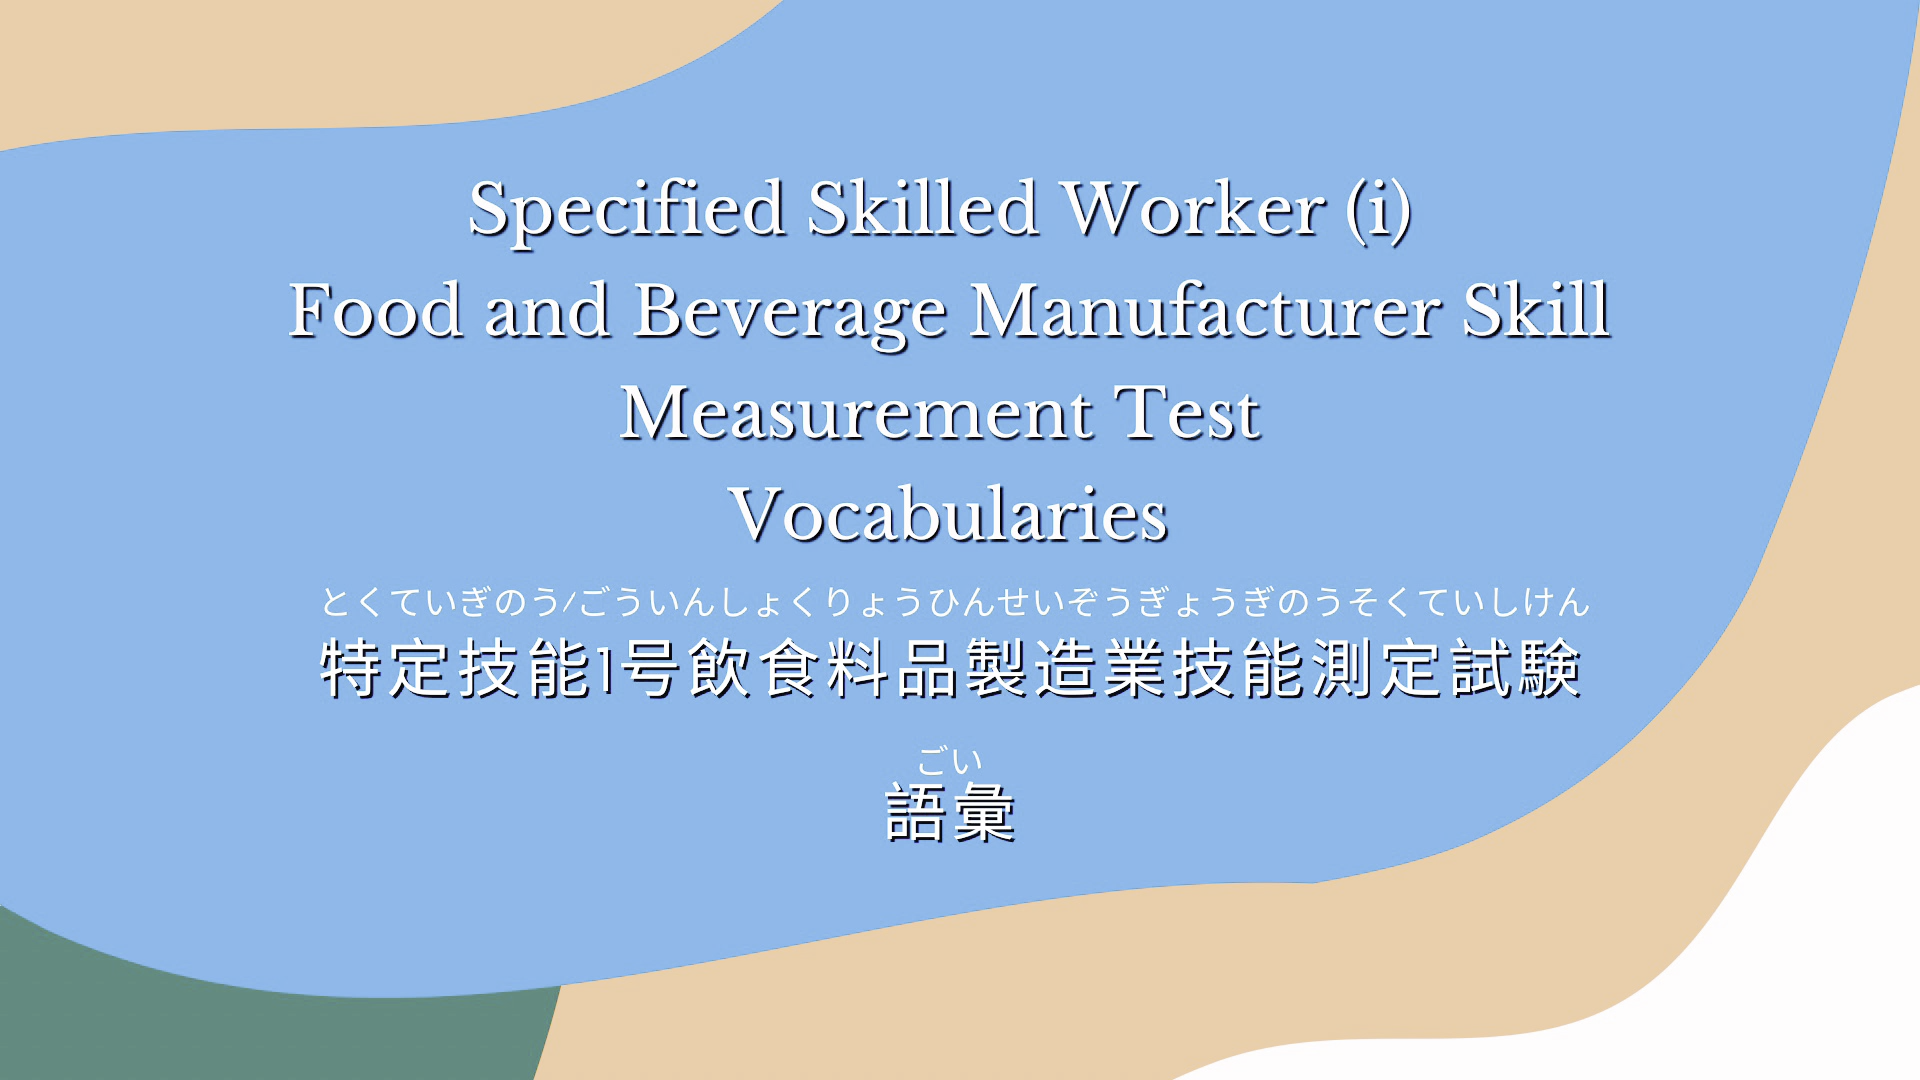 Specified Skilled Worker (i)
Food and Beverage Manufacturer Skill
Measurement Test
Vocabularies
とくていぎのう/ごういんしょくりょうひんせいぞうぎょうぎのうそくていしけん
特定技能1号飲食料品製造業技能測定試験
ごい
語彙